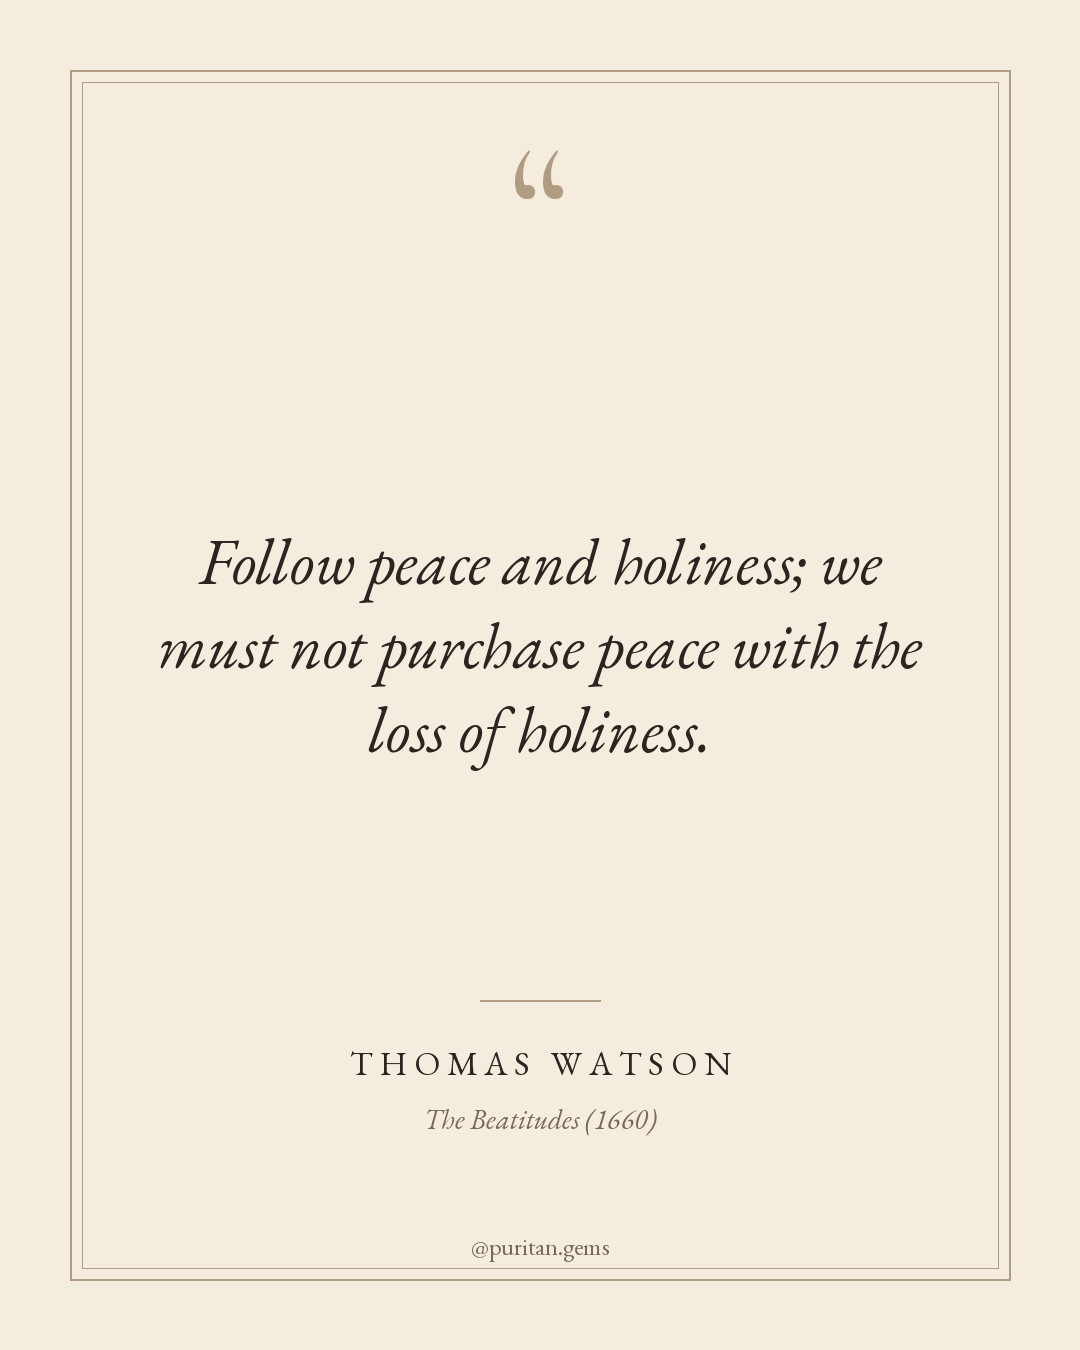 “
Follow peace and holiness; we
must not purchase peace with the
loss of holiness.
THOMAS WATSON
The Beatitudes (1660)
@puritan.gems